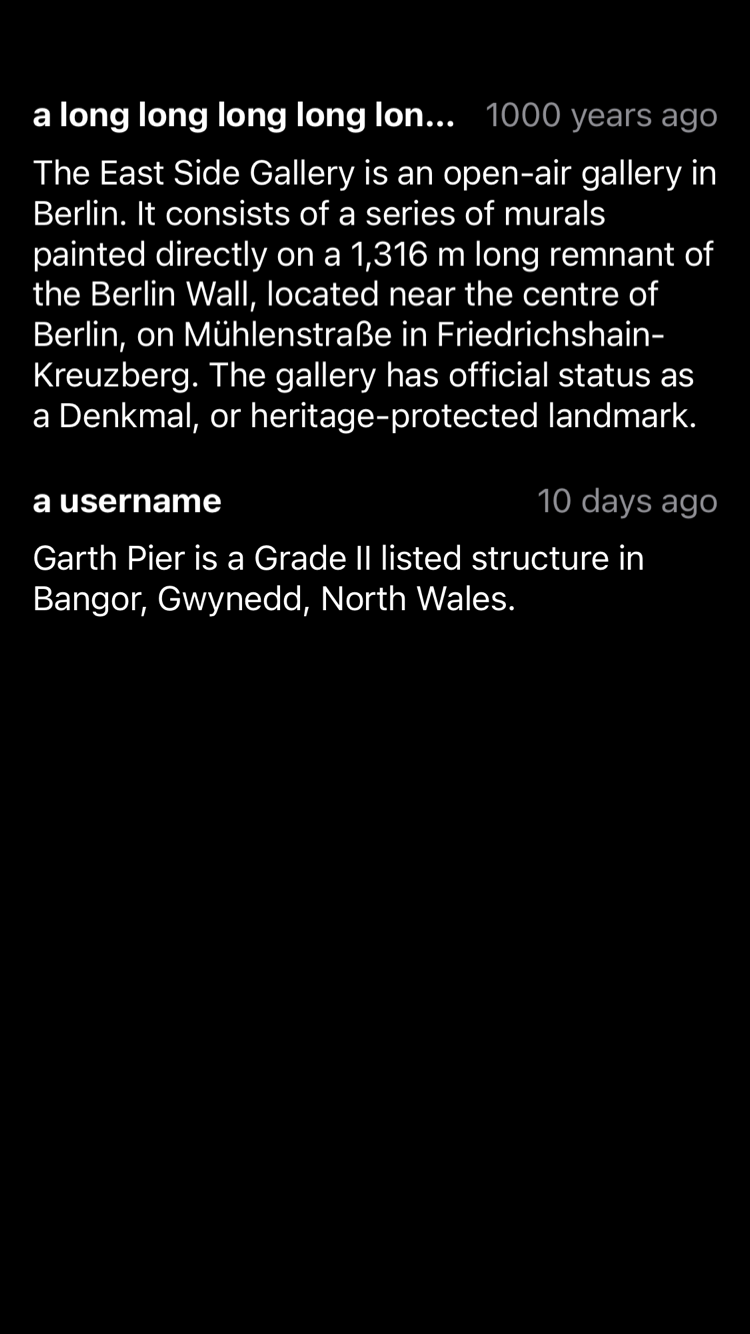 a long long long long lon... 1000 years ago
The East Side Gallery is an open-air gallery in
Berlin. It consists of a series of murals
painted directly on a 1,316 m long remnant of
the Berlin Wall, located near the centre of
Berlin, on Mühlenstraße in Friedrichshain-
Kreuzberg. The gallery has official status as
a Denkmal, or heritage-protected landmark.
a username 10 days ago
Garth Pier is a Grade II listed structure in
Bangor, Gwynedd, North Wales.